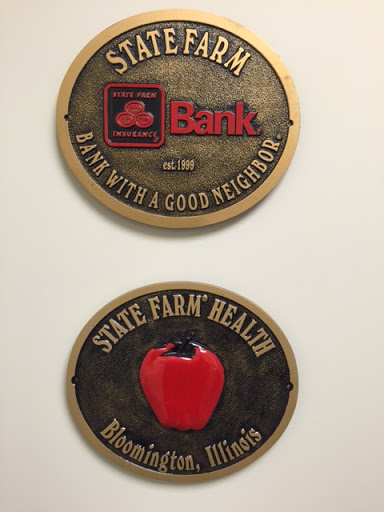 STATE FARM
STATE FARM
INSURANCE®
Bank®
est. 1999
BANK WITH A GOOD NEIGHBOR®
STATE FARM® HEALTH
Bloomington, Illinois